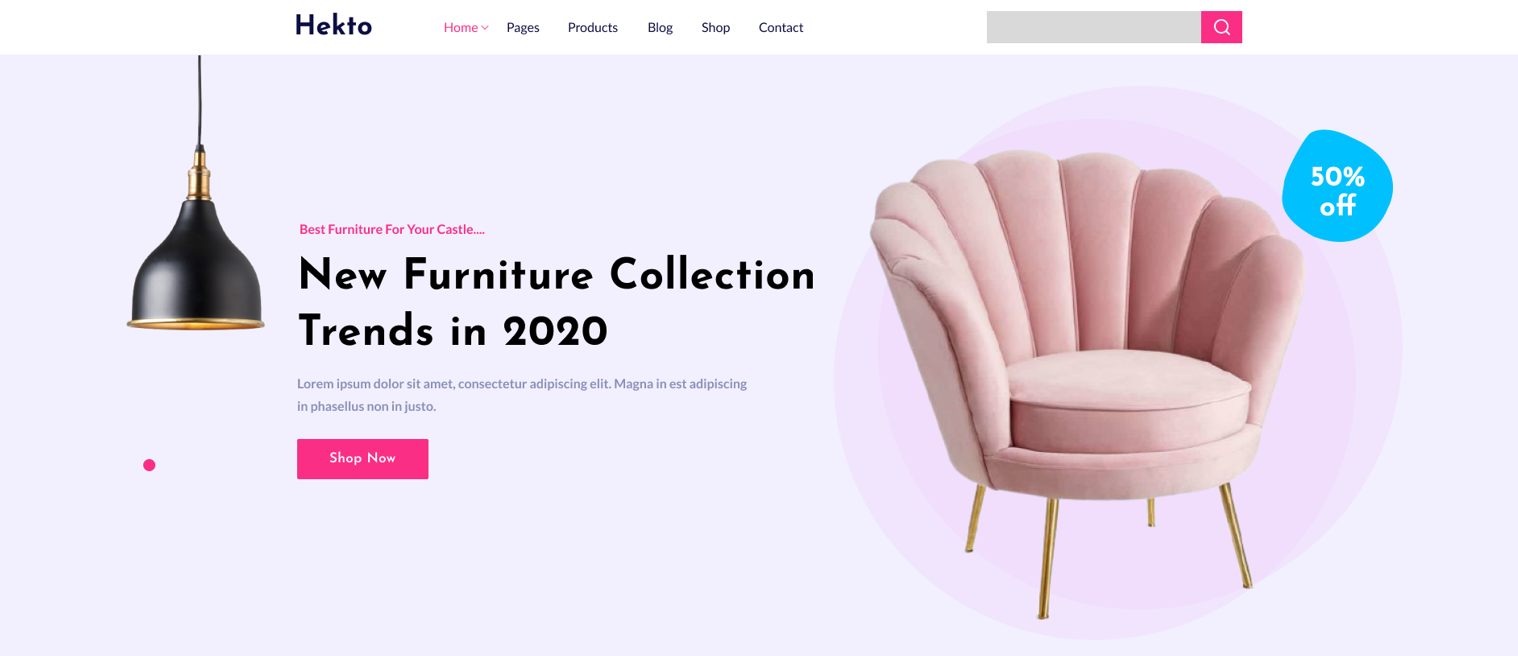 Hekto
Home Pages Products Blog Shop Contact
50%
off
Best Furniture For Your Castle....
New Furniture Collection
Trends in 2020
Lorem ipsum dolor sit amet, consectetur adipiscing elit. Magna in est adipiscing
in phasellus non in justo.
Shop Now